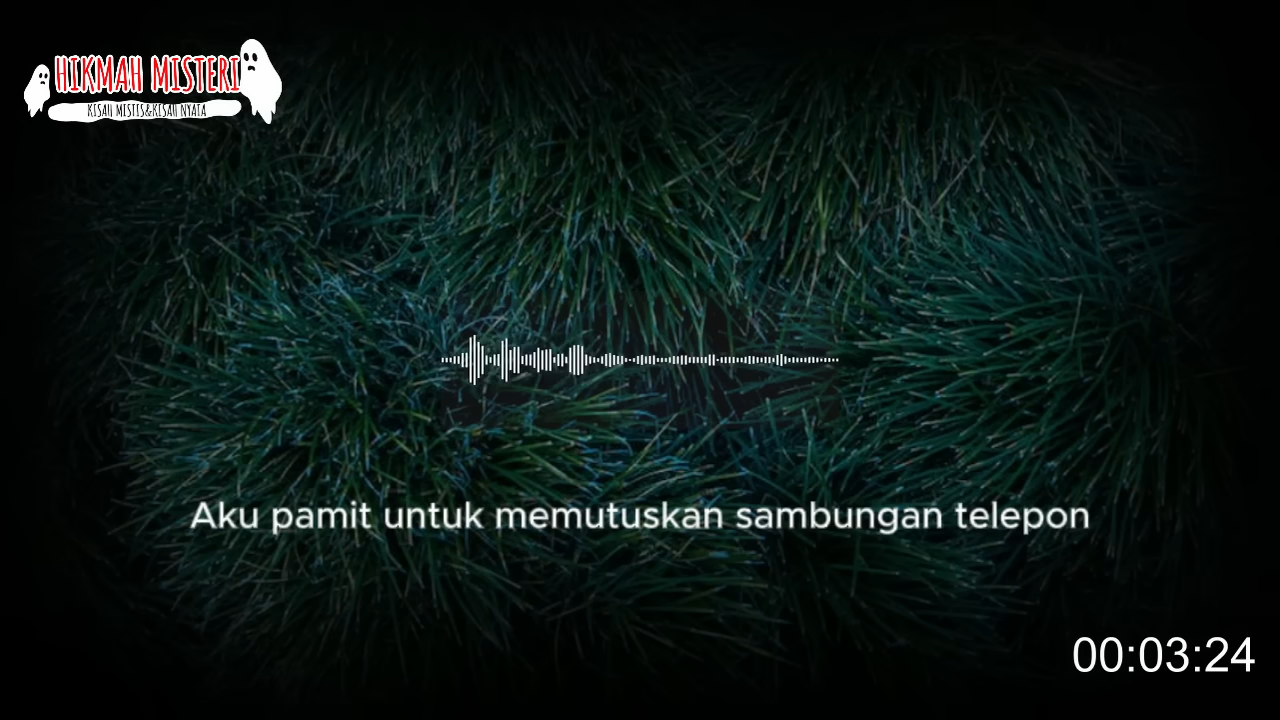 HIKMAH MISTERI
KISAH MISTIS&KISAH NYATA
Aku pamit untuk memutuskan sambungan telepon
00:03:24